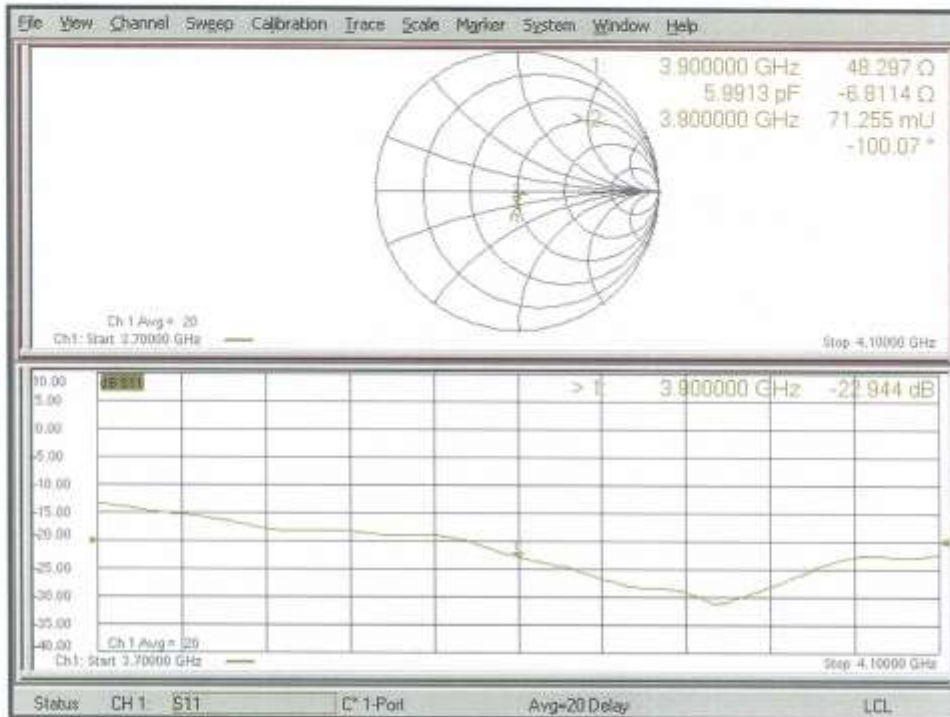 File View Channel Sweep Calibration Trace Scale Marker System Window Help
1: 3.900000 GHz 48.297 Ω
5.9913 pF -6.8114 Ω
> 2: 3.900000 GHz 71.255 mU
-100.07 °
Ch 1 Avg = 20
Ch1: Start 3.70000 GHz
Stop 4.10000 GHz
10.00
dB S11
> 1: 3.900000 GHz -22.944 dB
5.00
0.00
-5.00
-10.00
-15.00
-20.00
-25.00
-30.00
-35.00
-40.00
Ch 1 Avg = 20
Ch1: Start 3.70000 GHz
Stop 4.10000 GHz
Status CH 1: S11 C* 1-Port Avg=20 Delay LCL